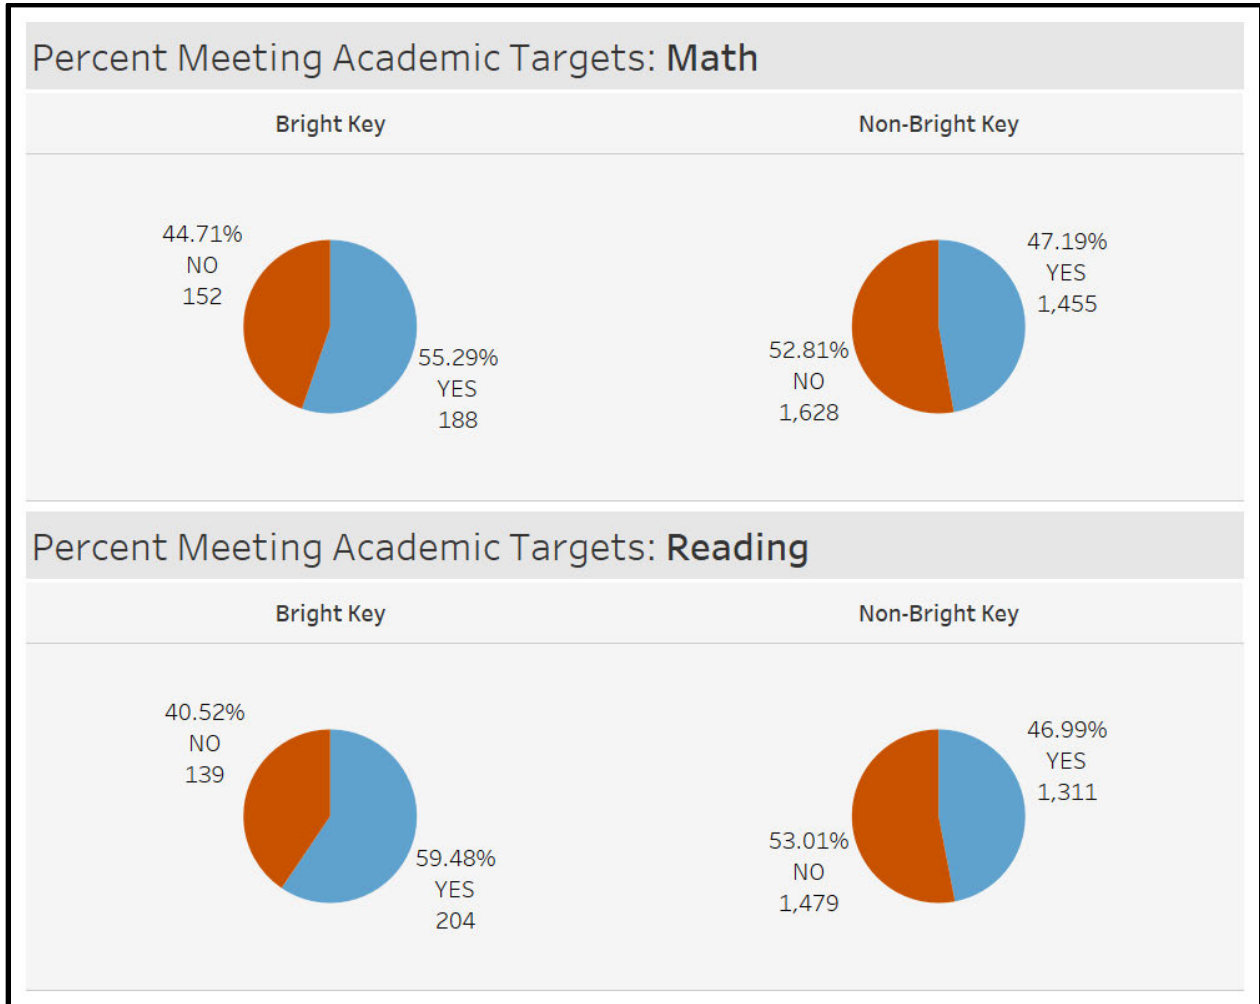 Percent Meeting Academic Targets: Math
Bright Key
Non-Bright Key
44.71%
NO
152
55.29%
YES
188
47.19%
YES
1,455
52.81%
NO
1,628
Percent Meeting Academic Targets: Reading
Bright Key
Non-Bright Key
40.52%
NO
139
59.48%
YES
204
46.99%
YES
1,311
53.01%
NO
1,479